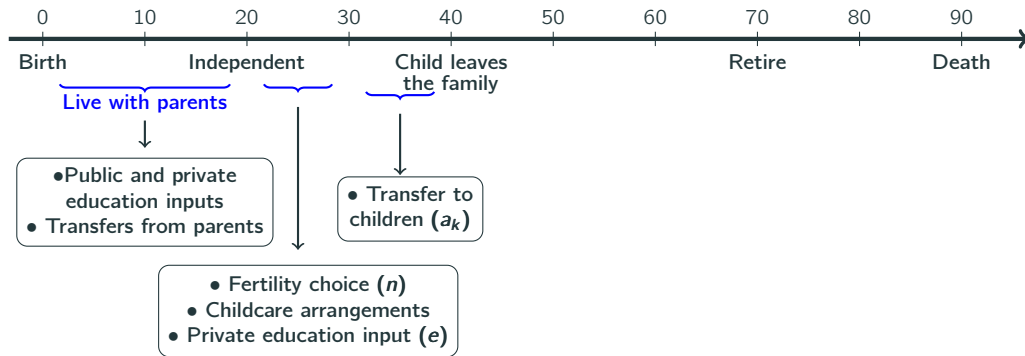 0 10 20 30 40 50 60 70 80 90
Birth Independent Child leaves the family Retire Death
Live with parents
•Public and private
education inputs
• Transfers from parents
• Transfer to
children (a_k)
• Fertility choice (n)
• Childcare arrangements
• Private education input (e)